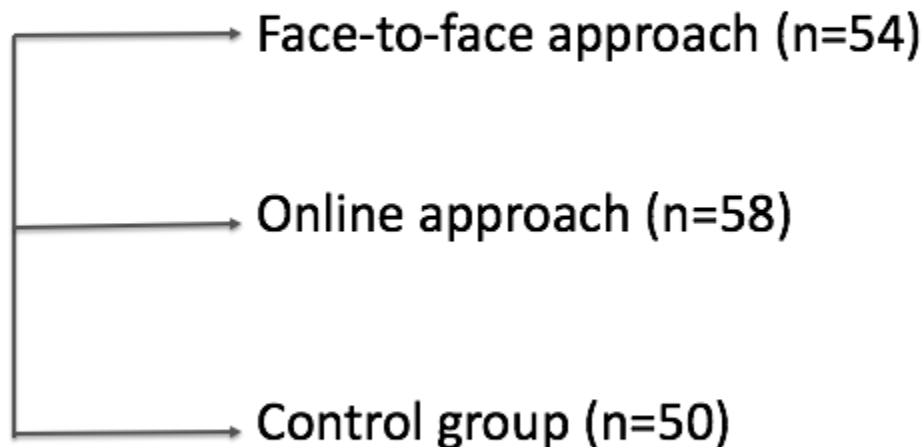 Face-to-face approach (n=54)
Online approach (n=58)
Control group (n=50)